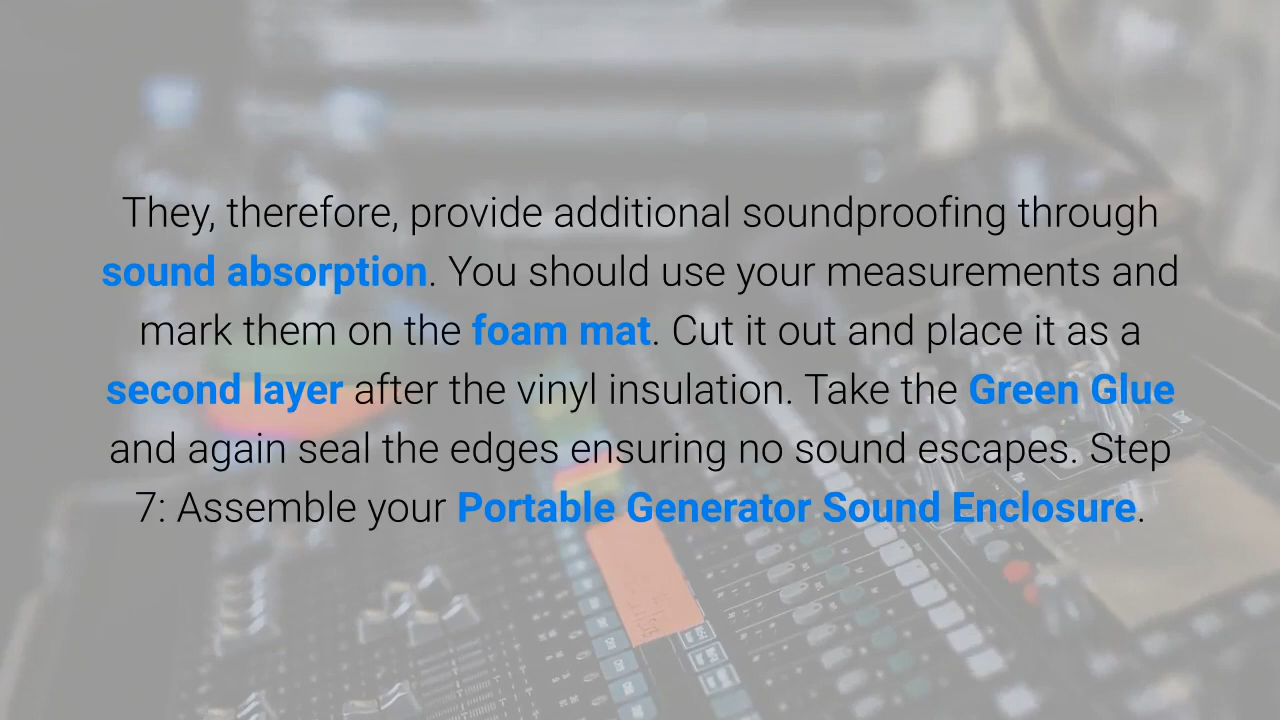 They, therefore, provide additional soundproofing through
sound absorption. You should use your measurements and
mark them on the foam mat. Cut it out and place it as a
second layer after the vinyl insulation. Take the Green Glue
and again seal the edges ensuring no sound escapes. Step
7: Assemble your Portable Generator Sound Enclosure.